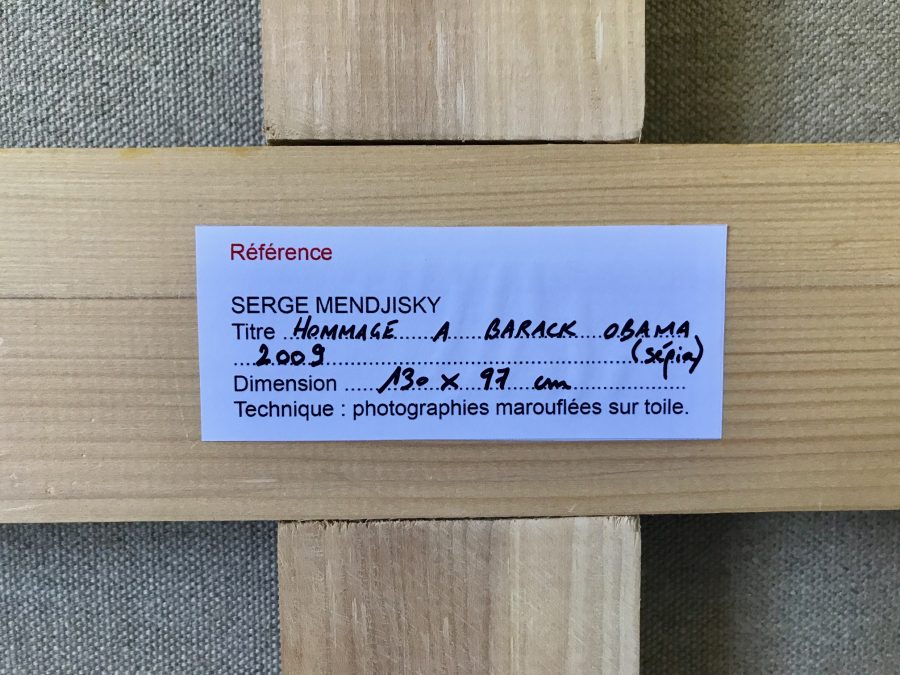 Référence
SERGE MENDJISKY
Titre ..HOMMAGE A BARACK OBAMA
....2009 (sépia)
Dimension ......130 x 97 cm....................
Technique : photographies marouflées sur toile.